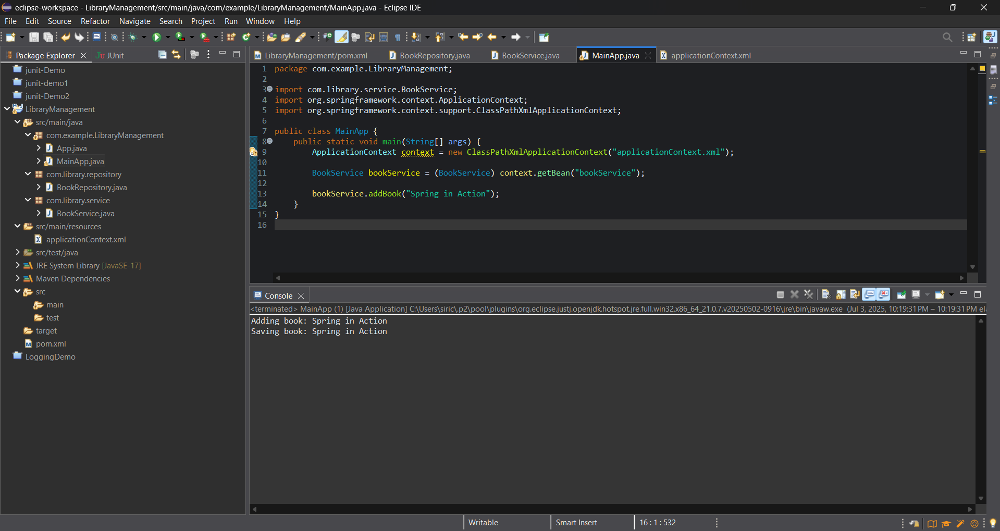 eclipse-workspace - LibraryManagement/src/main/java/com/example/LibraryManagement/MainApp.java - Eclipse IDE
File Edit Source Refactor Navigate Search Project Run Window Help
Package Explorer
JUnit
junit-Demo
junit-demo1
junit-Demo2
LibraryManagement
src/main/java
com.example.LibraryManagement
App.java
MainApp.java
com.library.repository
BookRepository.java
com.library.service
BookService.java
src/main/resources
applicationContext.xml
src/test/java
JRE System Library [JavaSE-17]
Maven Dependencies
src
main
test
target
pom.xml
LoggingDemo
LibraryManagement/pom.xml BookRepository.java BookService.java MainApp.java applicationContext.xml
1 package com.example.LibraryManagement;
2
3 import com.library.service.BookService;
4 import org.springframework.context.ApplicationContext;
5 import org.springframework.context.support.ClassPathXmlApplicationContext;
6
7 public class MainApp {
8 public static void main(String[] args) {
9 ApplicationContext context = new ClassPathXmlApplicationContext("applicationContext.xml");
10
11 BookService bookService = (BookService) context.getBean("bookService");
12
13 bookService.addBook("Spring in Action");
14 }
15 }
16
Console
<terminated> MainApp (1) [Java Application] C:\Users\siric\.p2\pool\plugins\org.eclipse.justj.openjdk.hotspot.jre.full.win32.x86_64_21.0.7.v20250502-0916\jre\bin\javaw.exe (Jul 3, 2025, 10:19:31 PM – 10:19:31 PM el
Adding book: Spring in Action
Saving book: Spring in Action
Writable Smart Insert 16 : 1 : 532